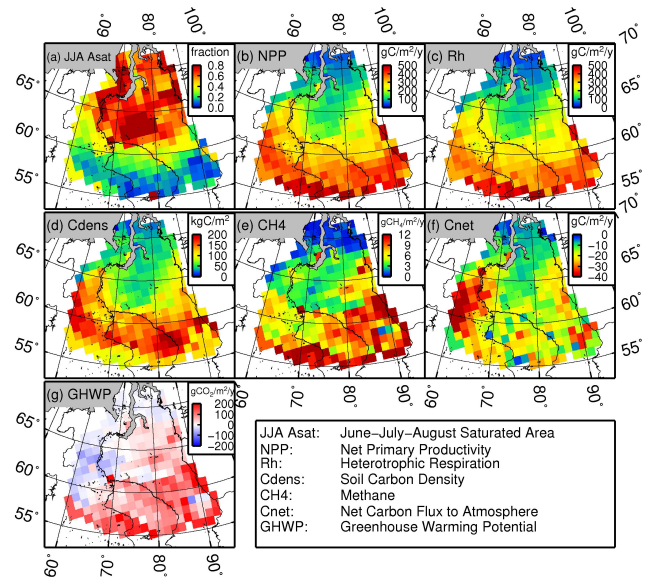 60° 80° 100° 60° 80° 100°
70°
(a) JJA Asat
fraction
0.8
0.6
0.4
0.2
0.0
(b) NPP
gC/m²/y
500
400
300
200
100
0
(c) Rh
gC/m²/y
500
400
300
200
100
0
65°
60°
55°
65°
60°
55°
70°
(d) Cdens
kgC/m²
200
150
100
50
0
(e) CH4
gCH₄/m²/y
12
9
6
3
0
(f) Cnet
gC/m²/y
−10
−20
−30
−40
65°
60°
55°
65°
60°
55°
70° 80° 90° 70° 80° 90°
(g) GHWP
gCO₂/m²/y
200
100
0
−100
−200
65°
60°
55°
60° 70° 80° 90°
JJA Asat: June−July−August Saturated Area
NPP: Net Primary Productivity
Rh: Heterotrophic Respiration
Cdens: Soil Carbon Density
CH4: Methane
Cnet: Net Carbon Flux to Atmosphere
GHWP: Greenhouse Warming Potential